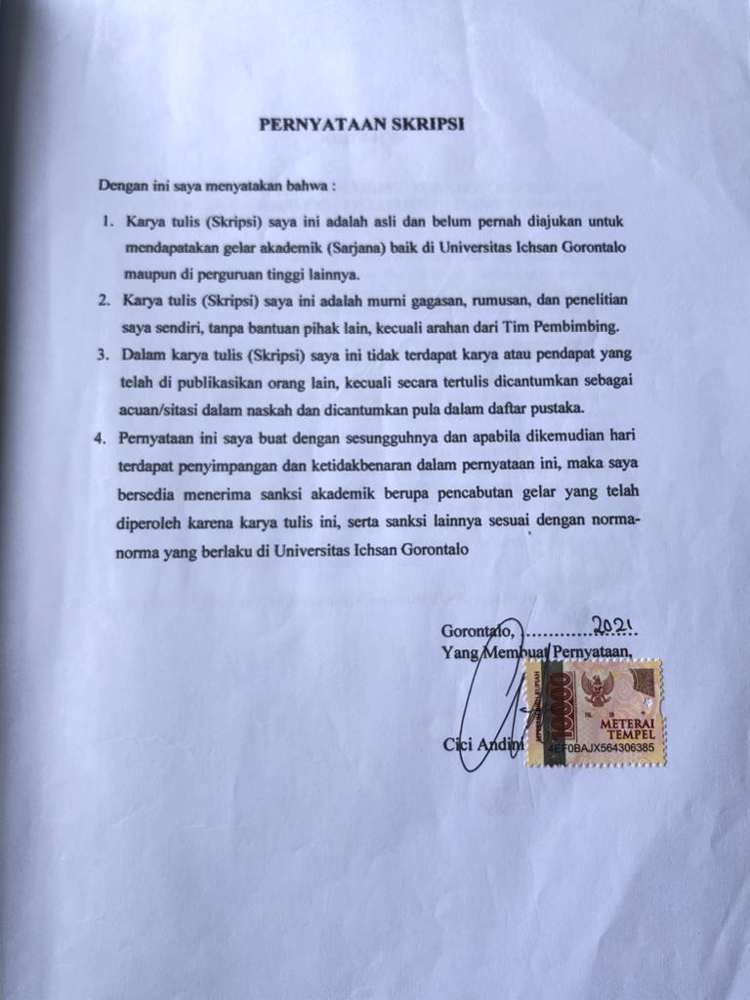 PERNYATAAN SKRIPSI
Dengan ini saya menyatakan bahwa :
1. Karya tulis (Skripsi) saya ini adalah asli dan belum pernah diajukan untuk
mendapatakan gelar akademik (Sarjana) baik di Universitas Ichsan Gorontalo
maupun di perguruan tinggi lainnya.
2. Karya tulis (Skripsi) saya ini adalah murni gagasan, rumusan, dan penelitian
saya sendiri, tanpa bantuan pihak lain, kecuali arahan dari Tim Pembimbing.
3. Dalam karya tulis (Skripsi) saya ini tidak terdapat karya atau pendapat yang
telah di publikasikan orang lain, kecuali secara tertulis dicantumkan sebagai
acuan/sitasi dalam naskah dan dicantumkan pula dalam daftar pustaka.
4. Pernyataan ini saya buat dengan sesungguhnya dan apabila dikemudian hari
terdapat penyimpangan dan ketidakbenaran dalam pernyataan ini, maka saya
bersedia menerima sanksi akademik berupa pencabutan gelar yang telah
diperoleh karena karya tulis ini, serta sanksi lainnya sesuai dengan norma-
norma yang berlaku di Universitas Ichsan Gorontalo
Gorontalo, ..................2021
Yang Membuat Pernyataan,
10000
METERAI
TEMPEL
4EF0BAJX564306385
Cici Andini